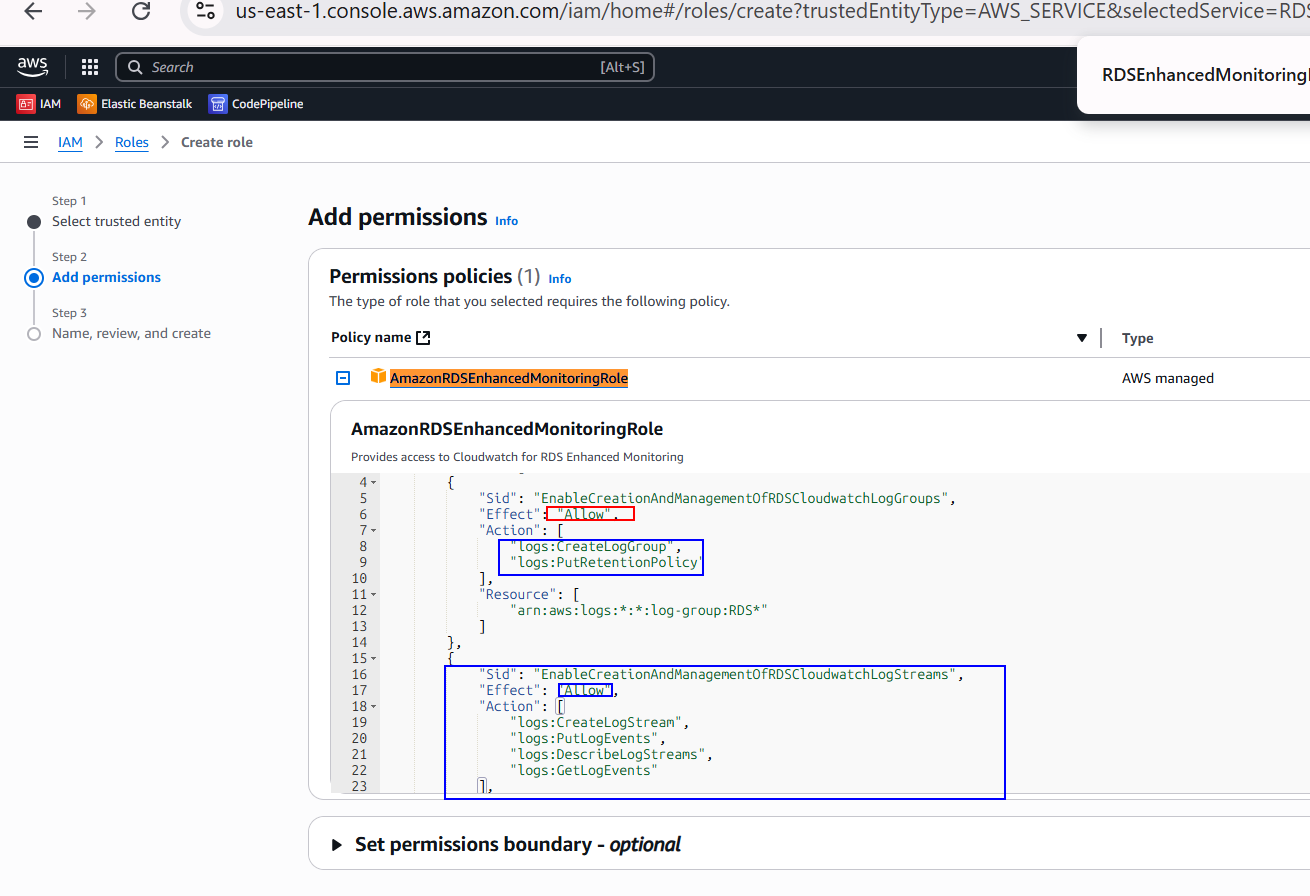 us-east-1.console.aws.amazon.com/iam/home#/roles/create?trustedEntityType=AWS_SERVICE&selectedService=RDS
aws
Search
[Alt+S]
RDSEnhancedMonitoring
IAM
Elastic Beanstalk
CodePipeline
IAM
Roles
Create role
Step 1
Select trusted entity
Step 2
Add permissions
Step 3
Name, review, and create
Add permissions Info
Permissions policies (1) Info
The type of role that you selected requires the following policy.
Policy name
Type
AmazonRDSEnhancedMonitoringRole
AWS managed
AmazonRDSEnhancedMonitoringRole
Provides access to Cloudwatch for RDS Enhanced Monitoring
4 {
5 "Sid": "EnableCreationAndManagementOfRDSCloudwatchLogGroups",
6 "Effect": "Allow",
7 "Action": [
8 "logs:CreateLogGroup",
9 "logs:PutRetentionPolicy"
10 ],
11 "Resource": [
12 "arn:aws:logs:*:*:log-group:RDS*"
13 ]
14 },
15 {
16 "Sid": "EnableCreationAndManagementOfRDSCloudwatchLogStreams",
17 "Effect": "Allow",
18 "Action": [
19 "logs:CreateLogStream",
20 "logs:PutLogEvents",
21 "logs:DescribeLogStreams",
22 "logs:GetLogEvents"
23 ],
Set permissions boundary - optional